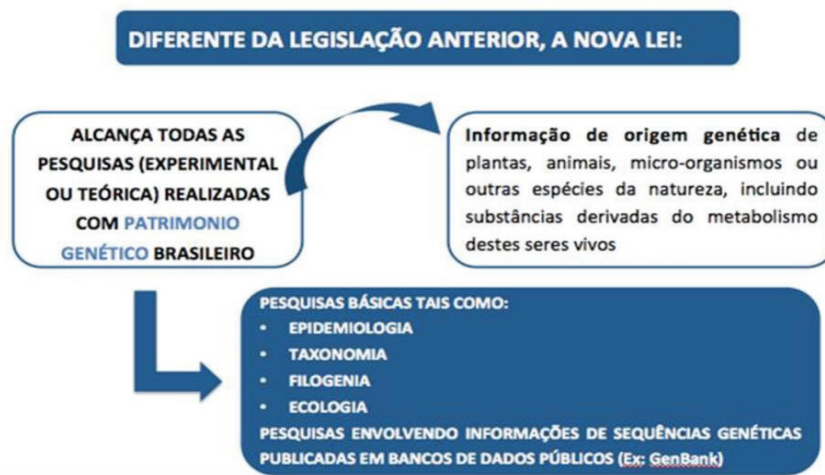 DIFERENTE DA LEGISLAÇÃO ANTERIOR, A NOVA LEI:
ALCANÇA TODAS AS
PESQUISAS (EXPERIMENTAL
OU TEÓRICA) REALIZADAS
COM PATRIMONIO
GENÉTICO BRASILEIRO
Informação de origem genética de
plantas, animais, micro-organismos ou
outras espécies da natureza, incluindo
substâncias derivadas do metabolismo
destes seres vivos
PESQUISAS BÁSICAS TAIS COMO:
• EPIDEMIOLOGIA
• TAXONOMIA
• FILOGENIA
• ECOLOGIA
PESQUISAS ENVOLVENDO INFORMAÇÕES DE SEQUÊNCIAS GENÉTICAS
PUBLICADAS EM BANCOS DE DADOS PÚBLICOS (Ex: GenBank)